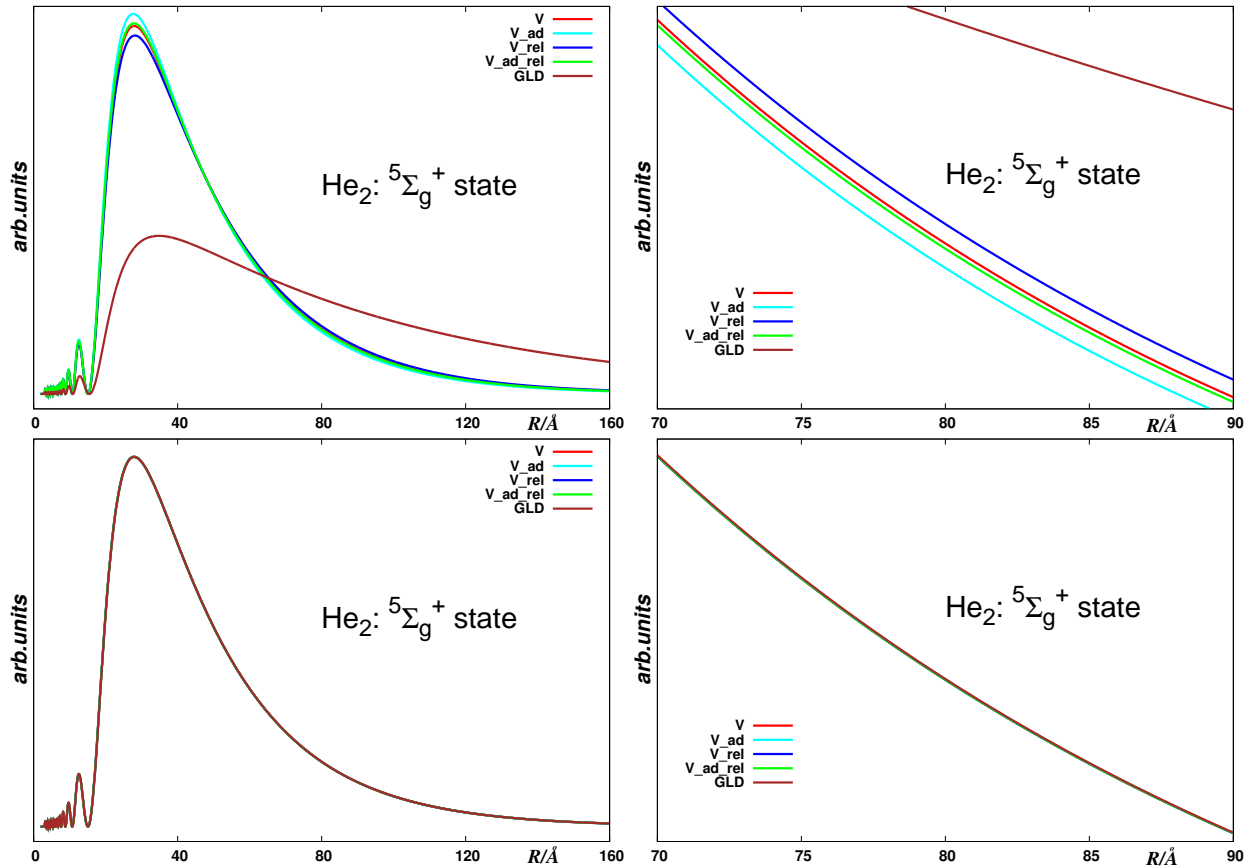 V
V_ad
V_rel
V_ad_rel
GLD
He2: 5Σg+ state
arb.units
0
40
80
120
R/Å
160
He2: 5Σg+ state
arb.units
V
V_ad
V_rel
V_ad_rel
GLD
70
75
80
85
R/Å
90
V
V_ad
V_rel
V_ad_rel
GLD
He2: 5Σg+ state
arb.units
0
40
80
120
R/Å
160
He2: 5Σg+ state
arb.units
V
V_ad
V_rel
V_ad_rel
GLD
70
75
80
85
R/Å
90